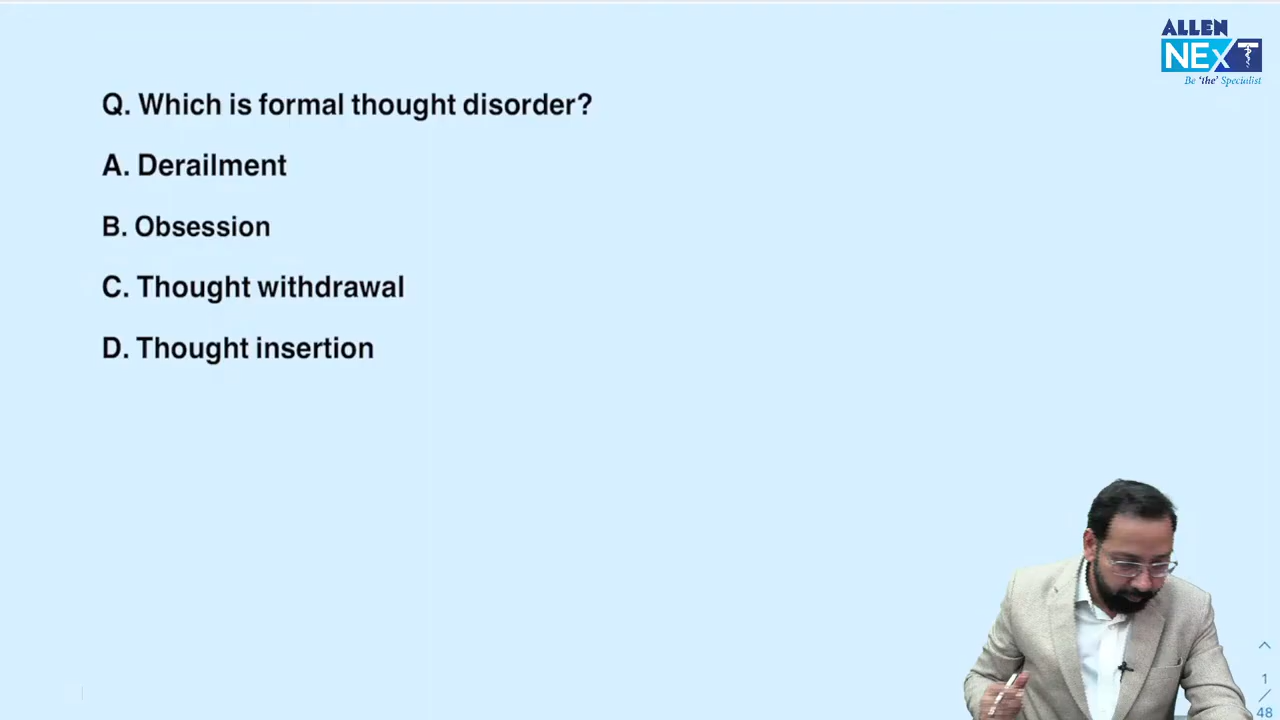 ALLEN
NExT
Be 'the' Specialist
Q. Which is formal thought disorder?
A. Derailment
B. Obsession
C. Thought withdrawal
D. Thought insertion
1
/
48